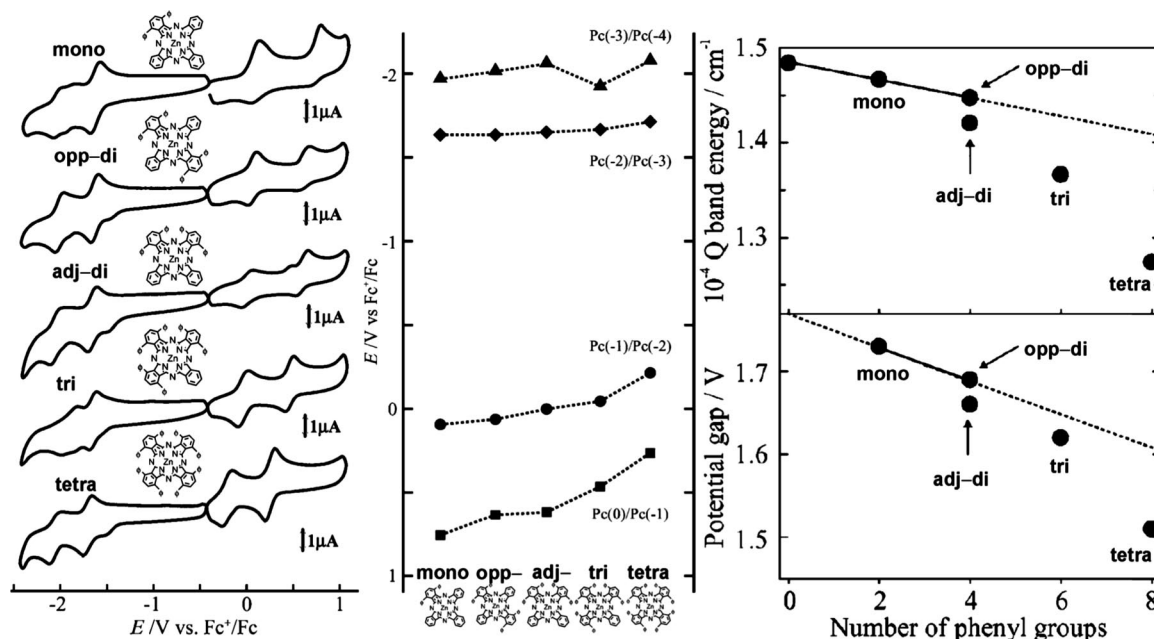 mono
1μA
opp–di
1μA
adj–di
1μA
tri
1μA
tetra
1μA
-2
-1
0
1
E /V vs. Fc⁺/Fc
Pc(-3)/Pc(-4)
Pc(-2)/Pc(-3)
Pc(-1)/Pc(-2)
Pc(0)/Pc(-1)
-2
-1
0
1
E /V vs Fc⁺/Fc
mono opp– adj– tri tetra
10⁻⁴ Q band energy / cm⁻¹
1.5
1.4
1.3
mono
opp–di
adj–di
tri
tetra
Potential gap / V
1.7
1.6
1.5
mono
opp–di
adj–di
tri
tetra
0 2 4 6 8
Number of phenyl groups